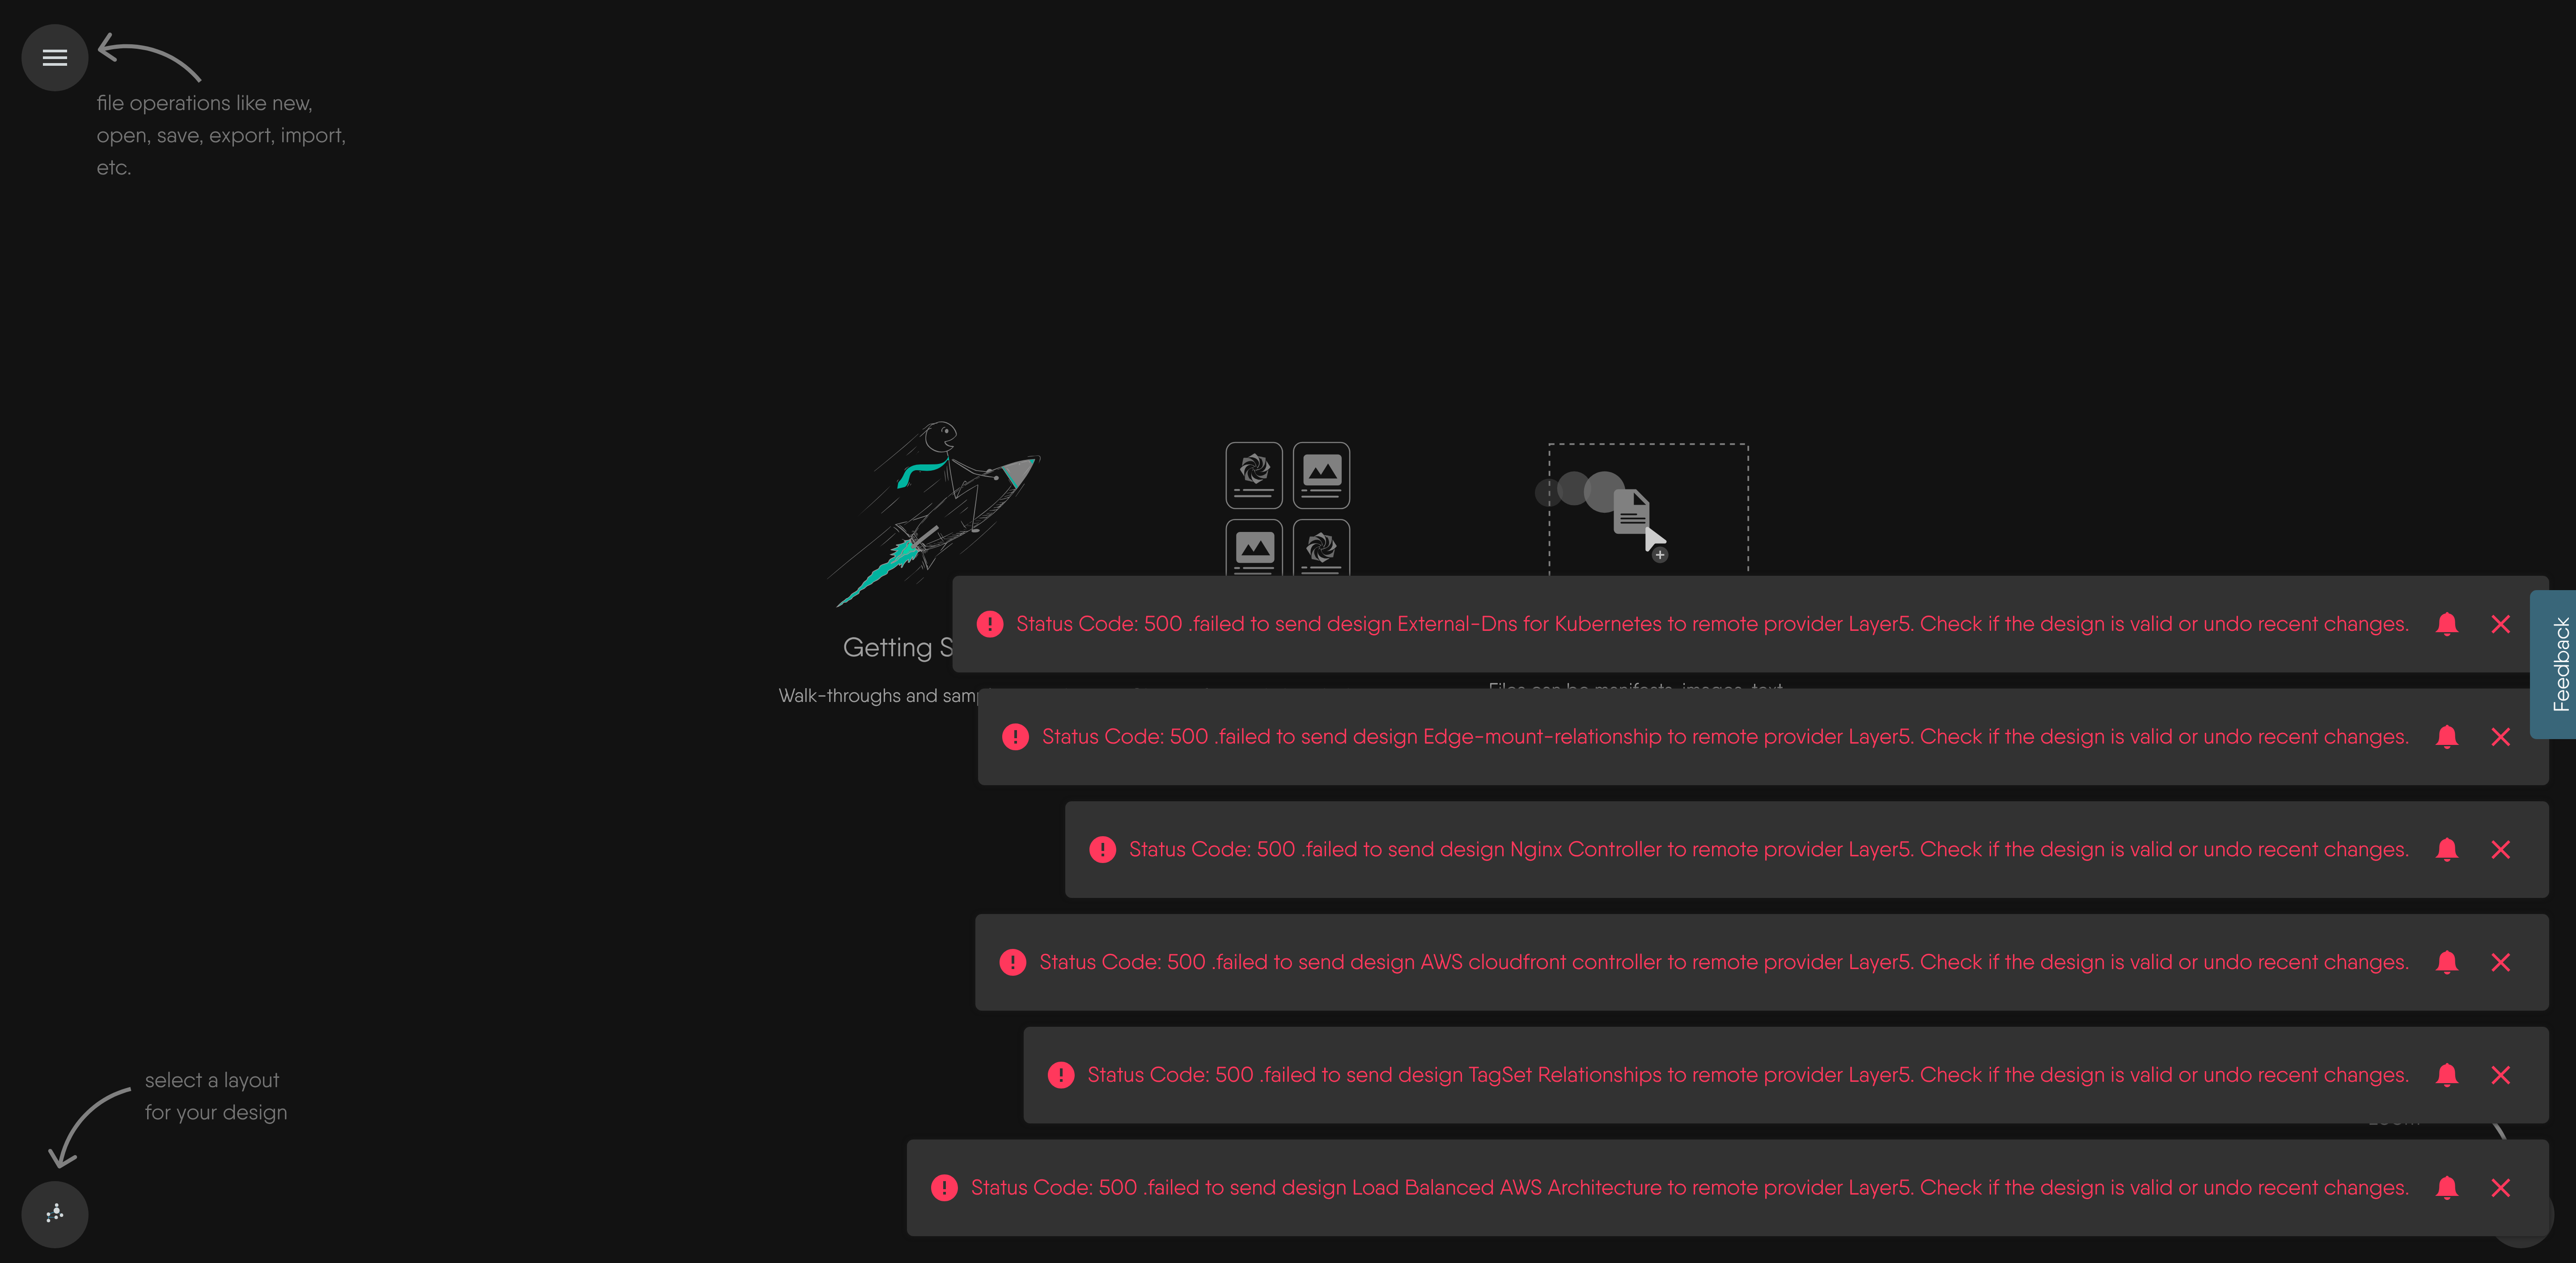 file operations like new,
open, save, export, import,
etc.
Getting S
Walk-throughs and sam
Files can be manifests, images, text
Status Code: 500 .failed to send design External-Dns for Kubernetes to remote provider Layer5. Check if the design is valid or undo recent changes.
Feedback
Status Code: 500 .failed to send design Edge-mount-relationship to remote provider Layer5. Check if the design is valid or undo recent changes.
Status Code: 500 .failed to send design Nginx Controller to remote provider Layer5. Check if the design is valid or undo recent changes.
Status Code: 500 .failed to send design AWS cloudfront controller to remote provider Layer5. Check if the design is valid or undo recent changes.
Status Code: 500 .failed to send design TagSet Relationships to remote provider Layer5. Check if the design is valid or undo recent changes.
Status Code: 500 .failed to send design Load Balanced AWS Architecture to remote provider Layer5. Check if the design is valid or undo recent changes.
select a layout
for your design